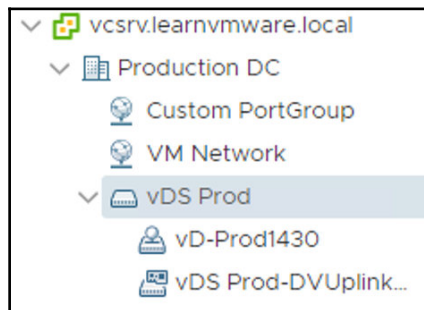 vcsrv.learnvmware.local
Production DC
Custom PortGroup
VM Network
vDS Prod
vD-Prod1430
vDS Prod-DVUplink...